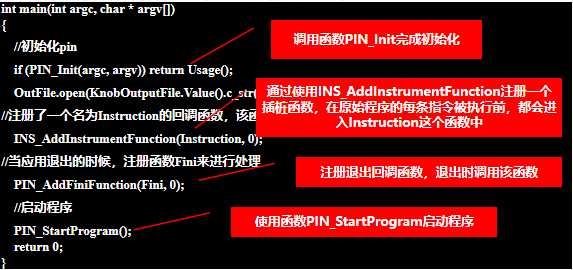 int main(int argc, char * argv[])
{
//初始化pin
调用函数PIN_Init完成初始化
if (PIN_Init(argc, argv)) return Usage();
OutFile.open(KnobOutputFile.Value().c_str(
通过使用INS_AddInstrumentFunction注册一个
插桩函数，在原始程序的每条指令被执行前，都会进
入Instruction这个函数中
//注册了一个名为Instruction的回调函数，该函
INS_AddInstrumentFunction(Instruction, 0);
//当应用退出的时候，注册函数Fini来进行处理
注册退出回调函数，退出时调用该函数
PIN_AddFiniFunction(Fini, 0);
//启动程序
使用函数PIN_StartProgram启动程序
PIN_StartProgram();
return 0;
}